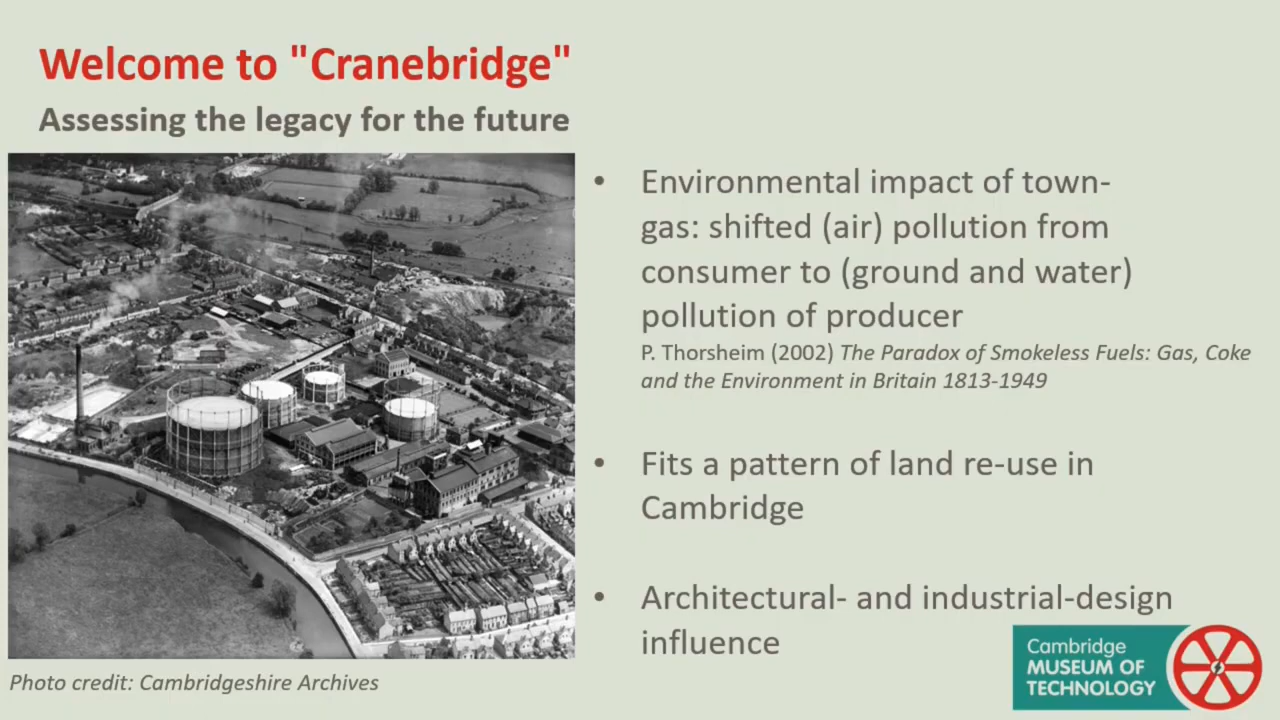 Welcome to "Cranebridge"
Assessing the legacy for the future
• Environmental impact of town-
gas: shifted (air) pollution from
consumer to (ground and water)
pollution of producer
P. Thorsheim (2002) The Paradox of Smokeless Fuels: Gas, Coke
and the Environment in Britain 1813-1949
• Fits a pattern of land re-use in
Cambridge
• Architectural- and industrial-design
influence
Photo credit: Cambridgeshire Archives
Cambridge
MUSEUM OF
TECHNOLOGY